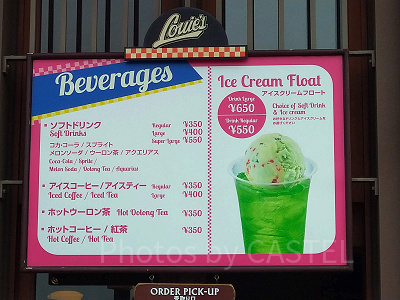 Louie's
Beverages
ソフトドリンク Regular ¥350
Soft Drinks Large ¥400
Super Large ¥550
コカ・コーラ / スプライト
メロンソーダ / ウーロン茶 / アクエリアス
Coca-Cola / Sprite /
Melon Soda / Oolong Tea / Aquarius
アイスコーヒー / アイスティー Regular ¥350
Iced Coffee / Iced Tea Large ¥400
ホットウーロン茶 Hot Oolong Tea ¥350
ホットコーヒー / 紅茶 ¥350
Hot Coffee / Hot Tea
Ice Cream Float
アイスクリームフロート
Drink Large
¥650
Drink Regular
¥550
Choice of Soft Drink
& Ice cream
Photos by CASTEL
ORDER PICK-UP